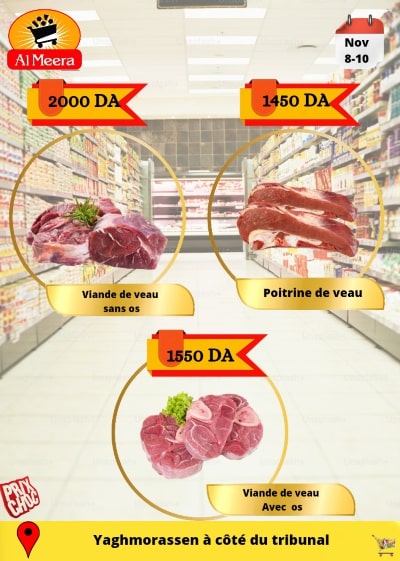 Al Meera
Nov
8-10
2000 DA
1450 DA
Viande de veau
sans os
Poitrine de veau
1550 DA
Viande de veau
Avec os
PRIX
CHOC
Yaghmorassen à côté du tribunal